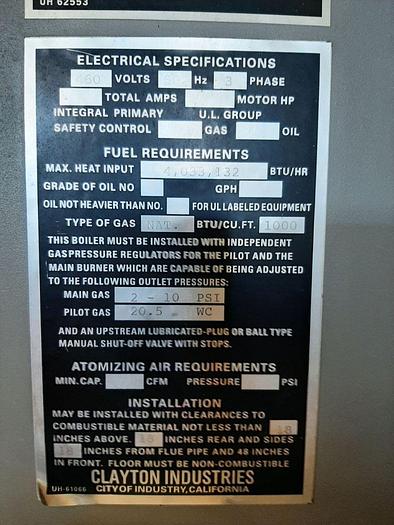 UH 62553
ELECTRICAL SPECIFICATIONS
460 VOLTS Hz 3 PHASE
TOTAL AMPS MOTOR HP
INTEGRAL PRIMARY U.L. GROUP
SAFETY CONTROL GAS OIL
FUEL REQUIREMENTS
MAX. HEAT INPUT 4,033,132 BTU/HR
GRADE OF OIL NO GPH
OIL NOT HEAVIER THAN NO. FOR UL LABELED EQUIPMENT
TYPE OF GAS NAT. BTU/CU.FT. 1000
THIS BOILER MUST BE INSTALLED WITH INDEPENDENT
GAS PRESSURE REGULATORS FOR THE PILOT AND THE
MAIN BURNER WHICH ARE CAPABLE OF BEING ADJUSTED
TO THE FOLLOWING OUTLET PRESSURES:
MAIN GAS 2 - 10 PSI
PILOT GAS 20.5 WC
AND AN UPSTREAM LUBRICATED-PLUG OR BALL TYPE
MANUAL SHUT-OFF VALVE WITH STOPS.
ATOMIZING AIR REQUIREMENTS
MIN. CAP. CFM PRESSURE PSI
INSTALLATION
MAY BE INSTALLED WITH CLEARANCES TO
COMBUSTIBLE MATERIAL NOT LESS THAN 18
INCHES ABOVE. 18 INCHES REAR AND SIDES
18 INCHES FROM FLUE PIPE AND 48 INCHES
IN FRONT. FLOOR MUST BE NON-COMBUSTIBLE
CLAYTON INDUSTRIES
UH-61066 CITY OF INDUSTRY, CALIFORNIA